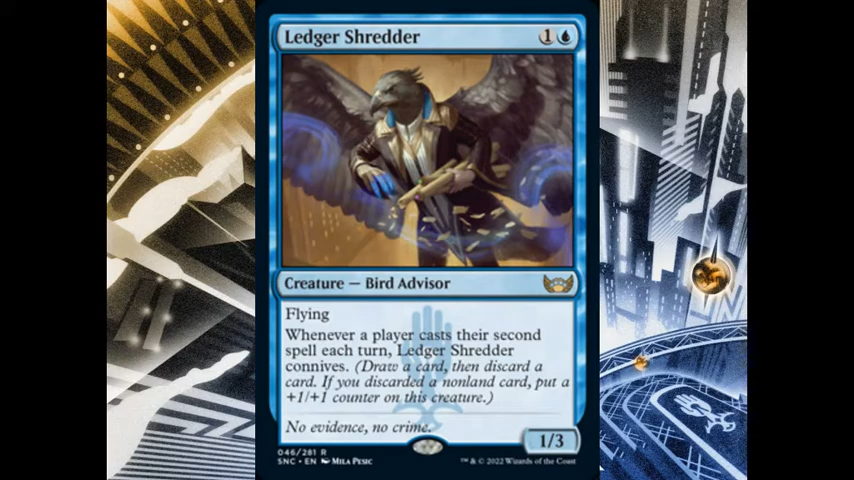 Ledger Shredder 1
Creature — Bird Advisor
Flying
Whenever a player casts their second
spell each turn, Ledger Shredder
connives. (Draw a card, then discard a
card. If you discarded a nonland card, put a
+1/+1 counter on this creature.)
No evidence, no crime.
1/3
046/281 R
SNC • EN Mila Pesic ™ & © 2022 Wizards of the Coast